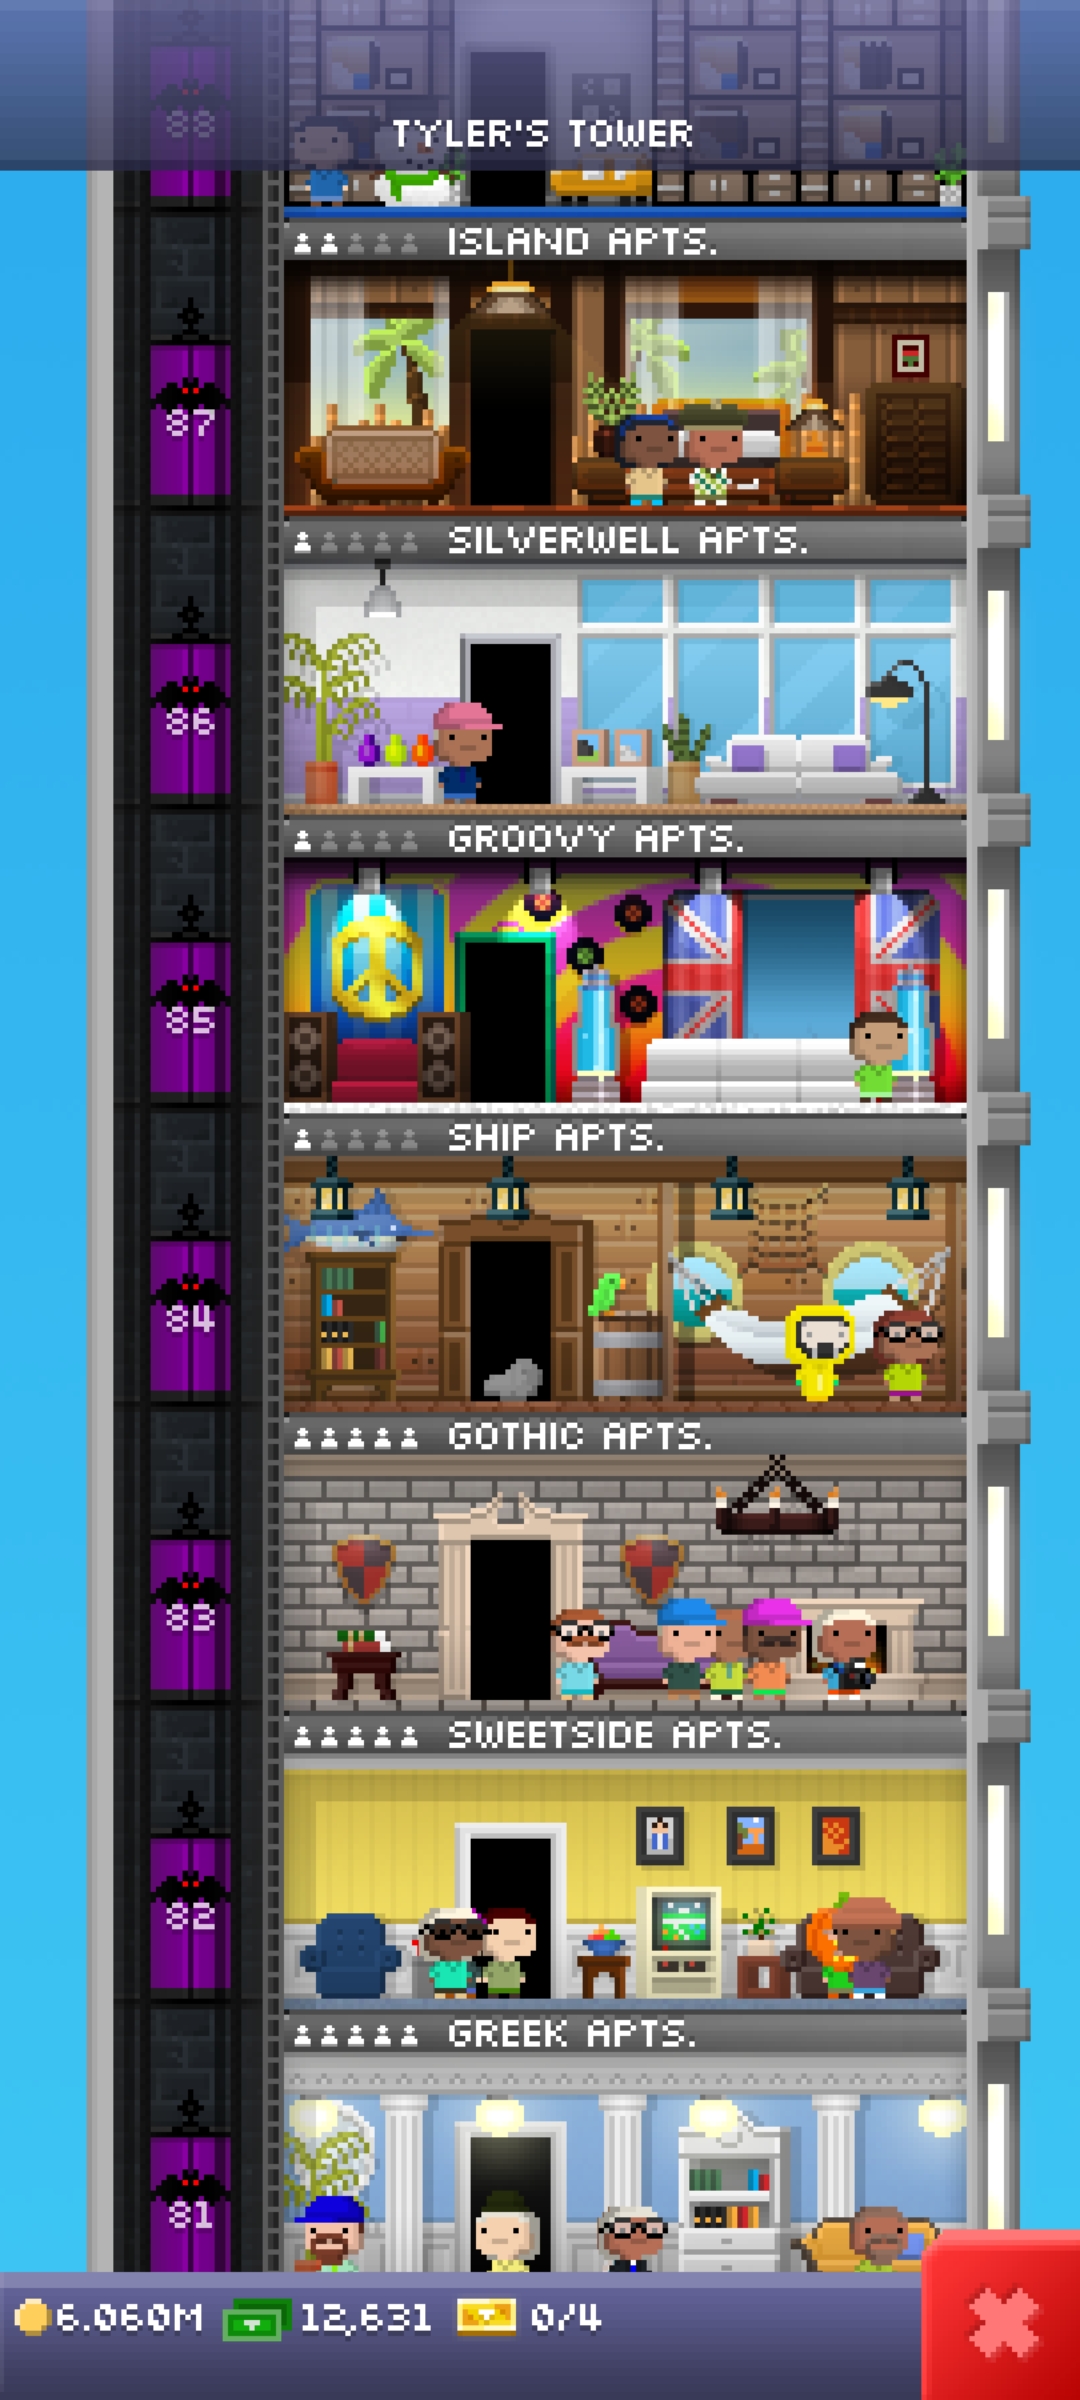 88
TYLER'S TOWER
ISLAND APTS.
87
SILVERWELL APTS.
86
GROOVY APTS.
85
SHIP APTS.
84
GOTHIC APTS.
83
SWEETSIDE APTS.
82
GREEK APTS.
81
6.060M 12,631 0/4